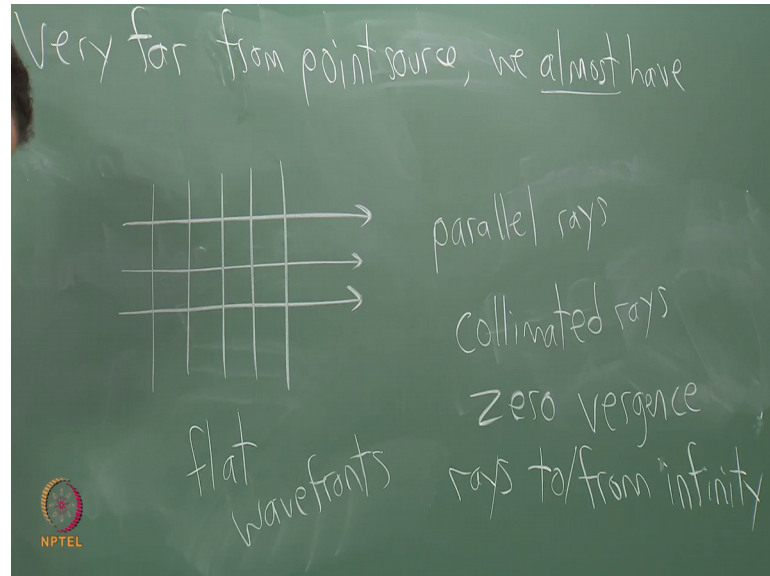 Very far from point source, we almost have
parallel rays
collimated rays
zero vergence
rays to/from infinity
flat
wavefronts
NPTEL